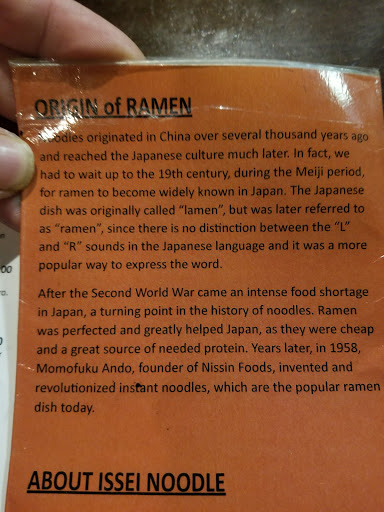 ORIGIN of RAMEN
Noodles originated in China over several thousand years ago
and reached the Japanese culture much later. In fact, we
had to wait up to the 19th century, during the Meiji period,
for ramen to become widely known in Japan. The Japanese
dish was originally called “lamen”, but was later referred to
as “ramen”, since there is no distinction between the “L”
and “R” sounds in the Japanese language and it was a more
popular way to express the word.
After the Second World War came an intense food shortage
in Japan, a turning point in the history of noodles. Ramen
was perfected and greatly helped Japan, as they were cheap
and a great source of needed protein. Years later, in 1958,
Momofuku Ando, founder of Nissin Foods, invented and
revolutionized instant noodles, which are the popular ramen
dish today.
ABOUT ISSEI NOODLE